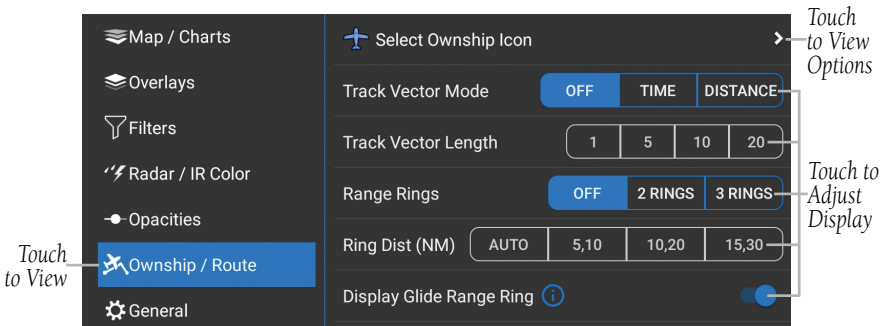 Touch
to View
Options
Map / Charts
Overlays
Filters
Radar / IR Color
Opacities
Ownship / Route
General
Touch
to View
Select Ownship Icon
Track Vector Mode OFF TIME DISTANCE
Track Vector Length 1 5 10 20
Range Rings OFF 2 RINGS 3 RINGS
Ring Dist (NM) AUTO 5,10 10,20 15,30
Display Glide Range Ring i
Touch to
Adjust
Display